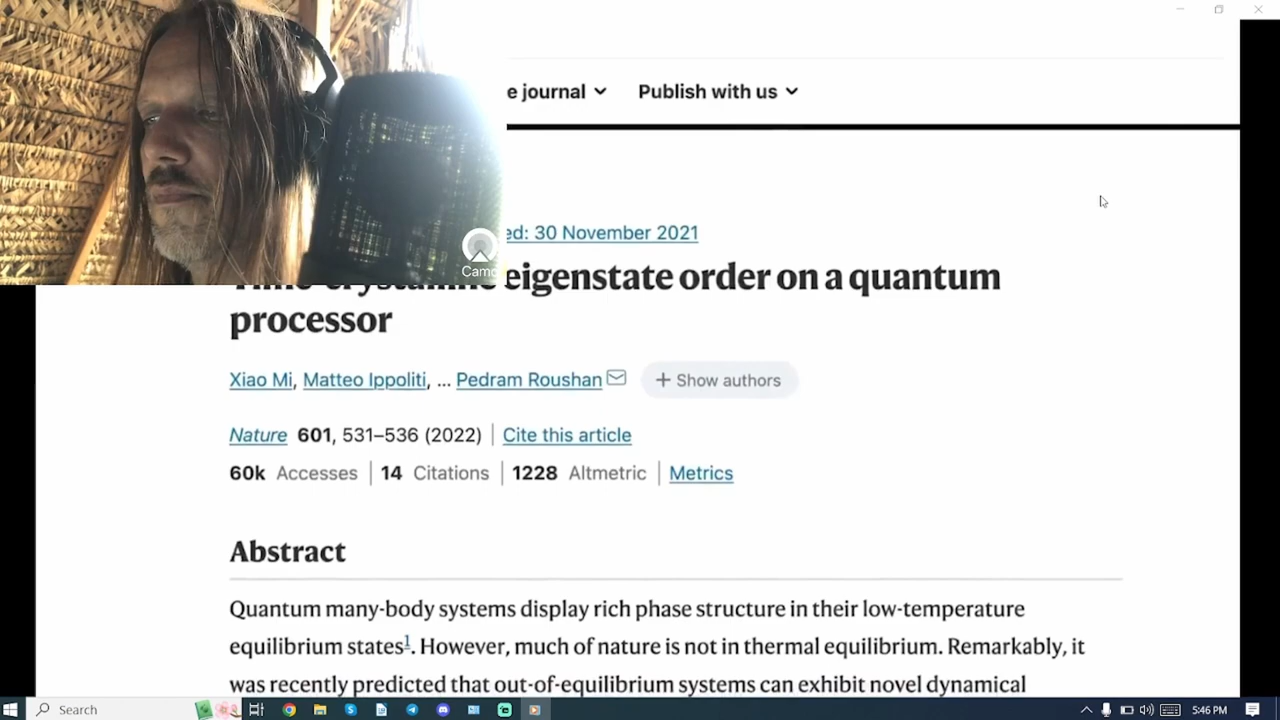 e journal
Publish with us
ed: 30 November 2021
eigenstate order on a quantum
processor
Xiao Mi, Matteo Ippoliti, ... Pedram Roushan
+ Show authors
Nature 601, 531–536 (2022) | Cite this article
60k Accesses | 14 Citations | 1228 Altmetric | Metrics
Abstract
Quantum many-body systems display rich phase structure in their low-temperature
equilibrium states1. However, much of nature is not in thermal equilibrium. Remarkably, it
was recently predicted that out-of-equilibrium systems can exhibit novel dynamical
Camo
Search
5:46 PM